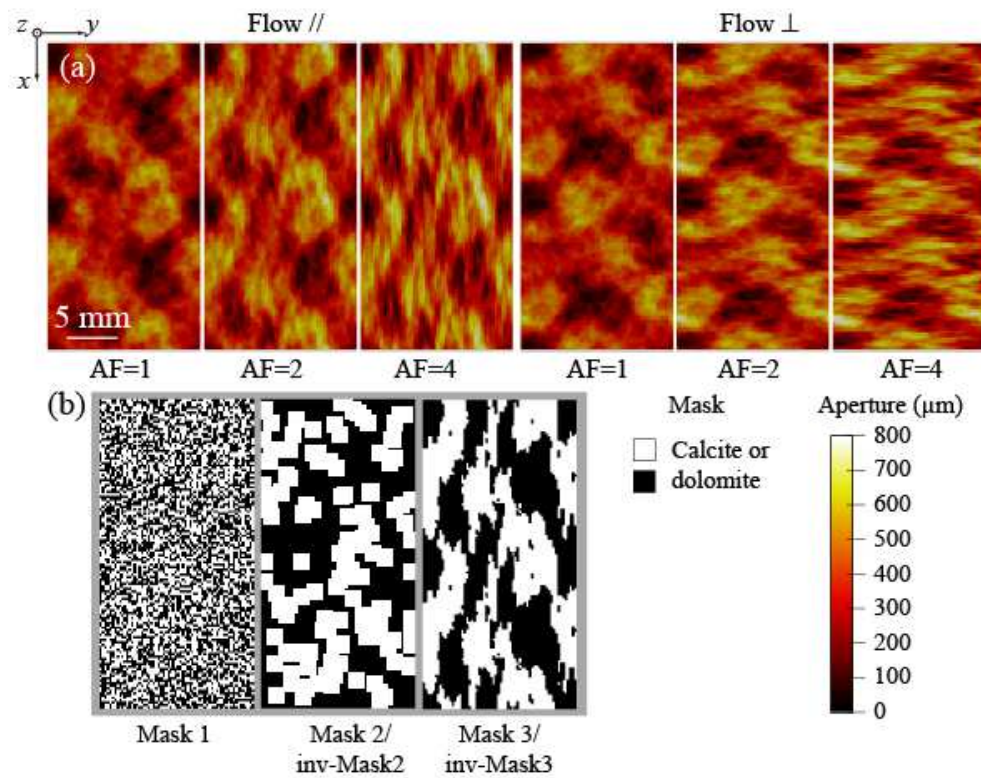 z
y
x
Flow //
Flow ⊥
(a)
5 mm
AF=1
AF=2
AF=4
AF=1
AF=2
AF=4
(b)
Mask
Calcite or
dolomite
Aperture (μm)
800
700
600
500
400
300
200
100
0
Mask 1
Mask 2/
inv-Mask2
Mask 3/
inv-Mask3